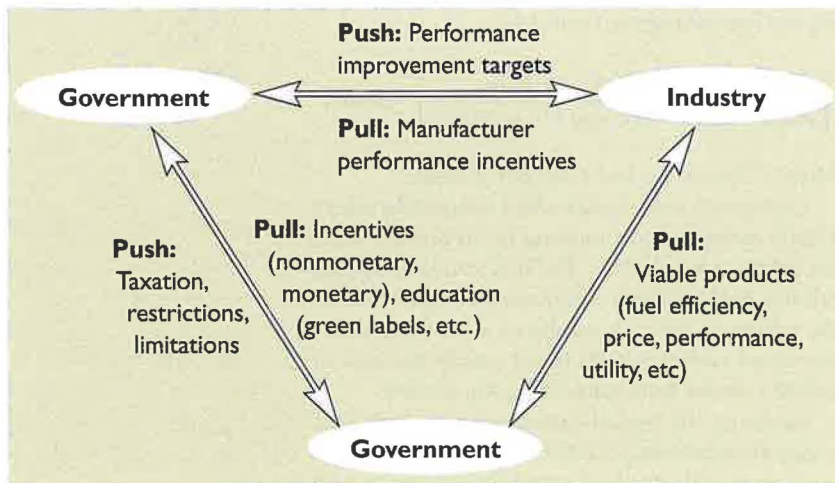 Push: Performance
improvement targets
Government
Industry
Pull: Manufacturer
performance incentives
Push:
Taxation,
restrictions,
limitations
Pull: Incentives
(nonmonetary,
monetary), education
(green labels, etc.)
Pull:
Viable products
(fuel efficiency,
price, performance,
utility, etc)
Government